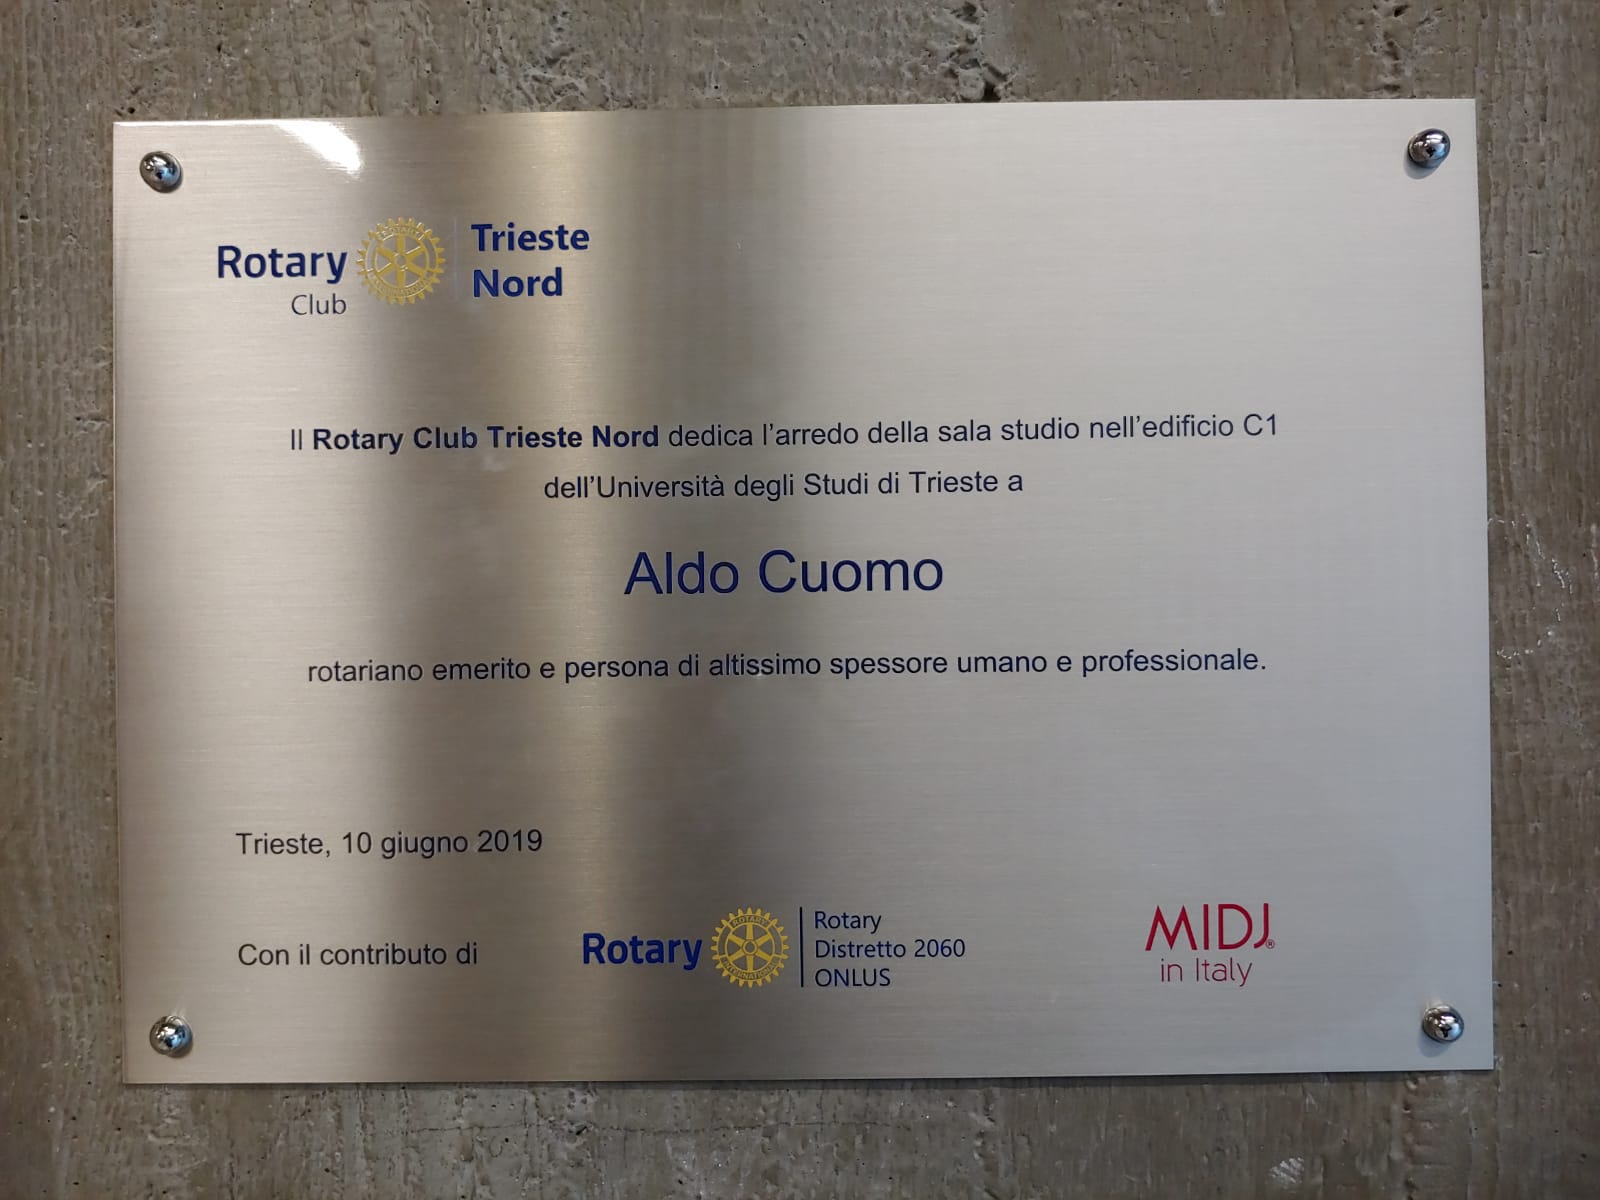 Rotary
Club
Trieste
Nord
Il Rotary Club Trieste Nord dedica l'arredo della sala studio nell'edificio C1
dell'Università degli Studi di Trieste a
Aldo Cuomo
rotariano emerito e persona di altissimo spessore umano e professionale.
Trieste, 10 giugno 2019
Con il contributo di
Rotary
ROTARY
INTERNATIONAL
Rotary
Distretto 2060
ONLUS
MIDJ®
in Italy